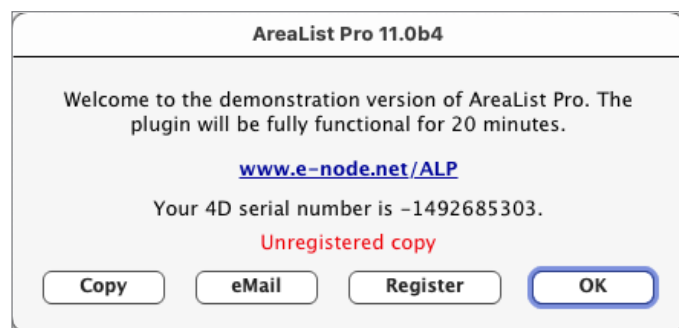 AreaList Pro 11.0b4
Welcome to the demonstration version of AreaList Pro. The
plugin will be fully functional for 20 minutes.
www.e-node.net/ALP
Your 4D serial number is -1492685303.
Unregistered copy
Copy eMail Register OK